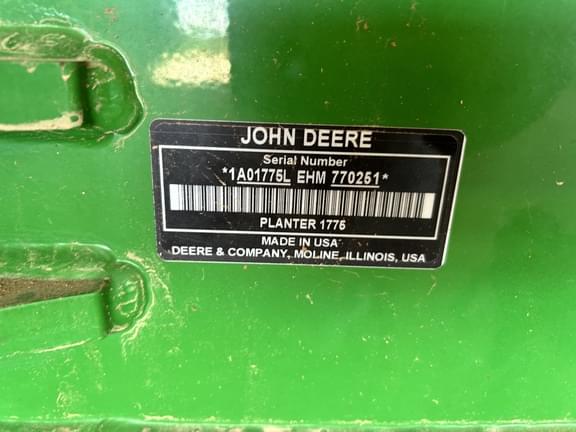 JOHN DEERE
Serial Number
*1A01775L EHM 770251*
PLANTER 1775
MADE IN USA
DEERE & COMPANY, MOLINE, ILLINOIS, USA